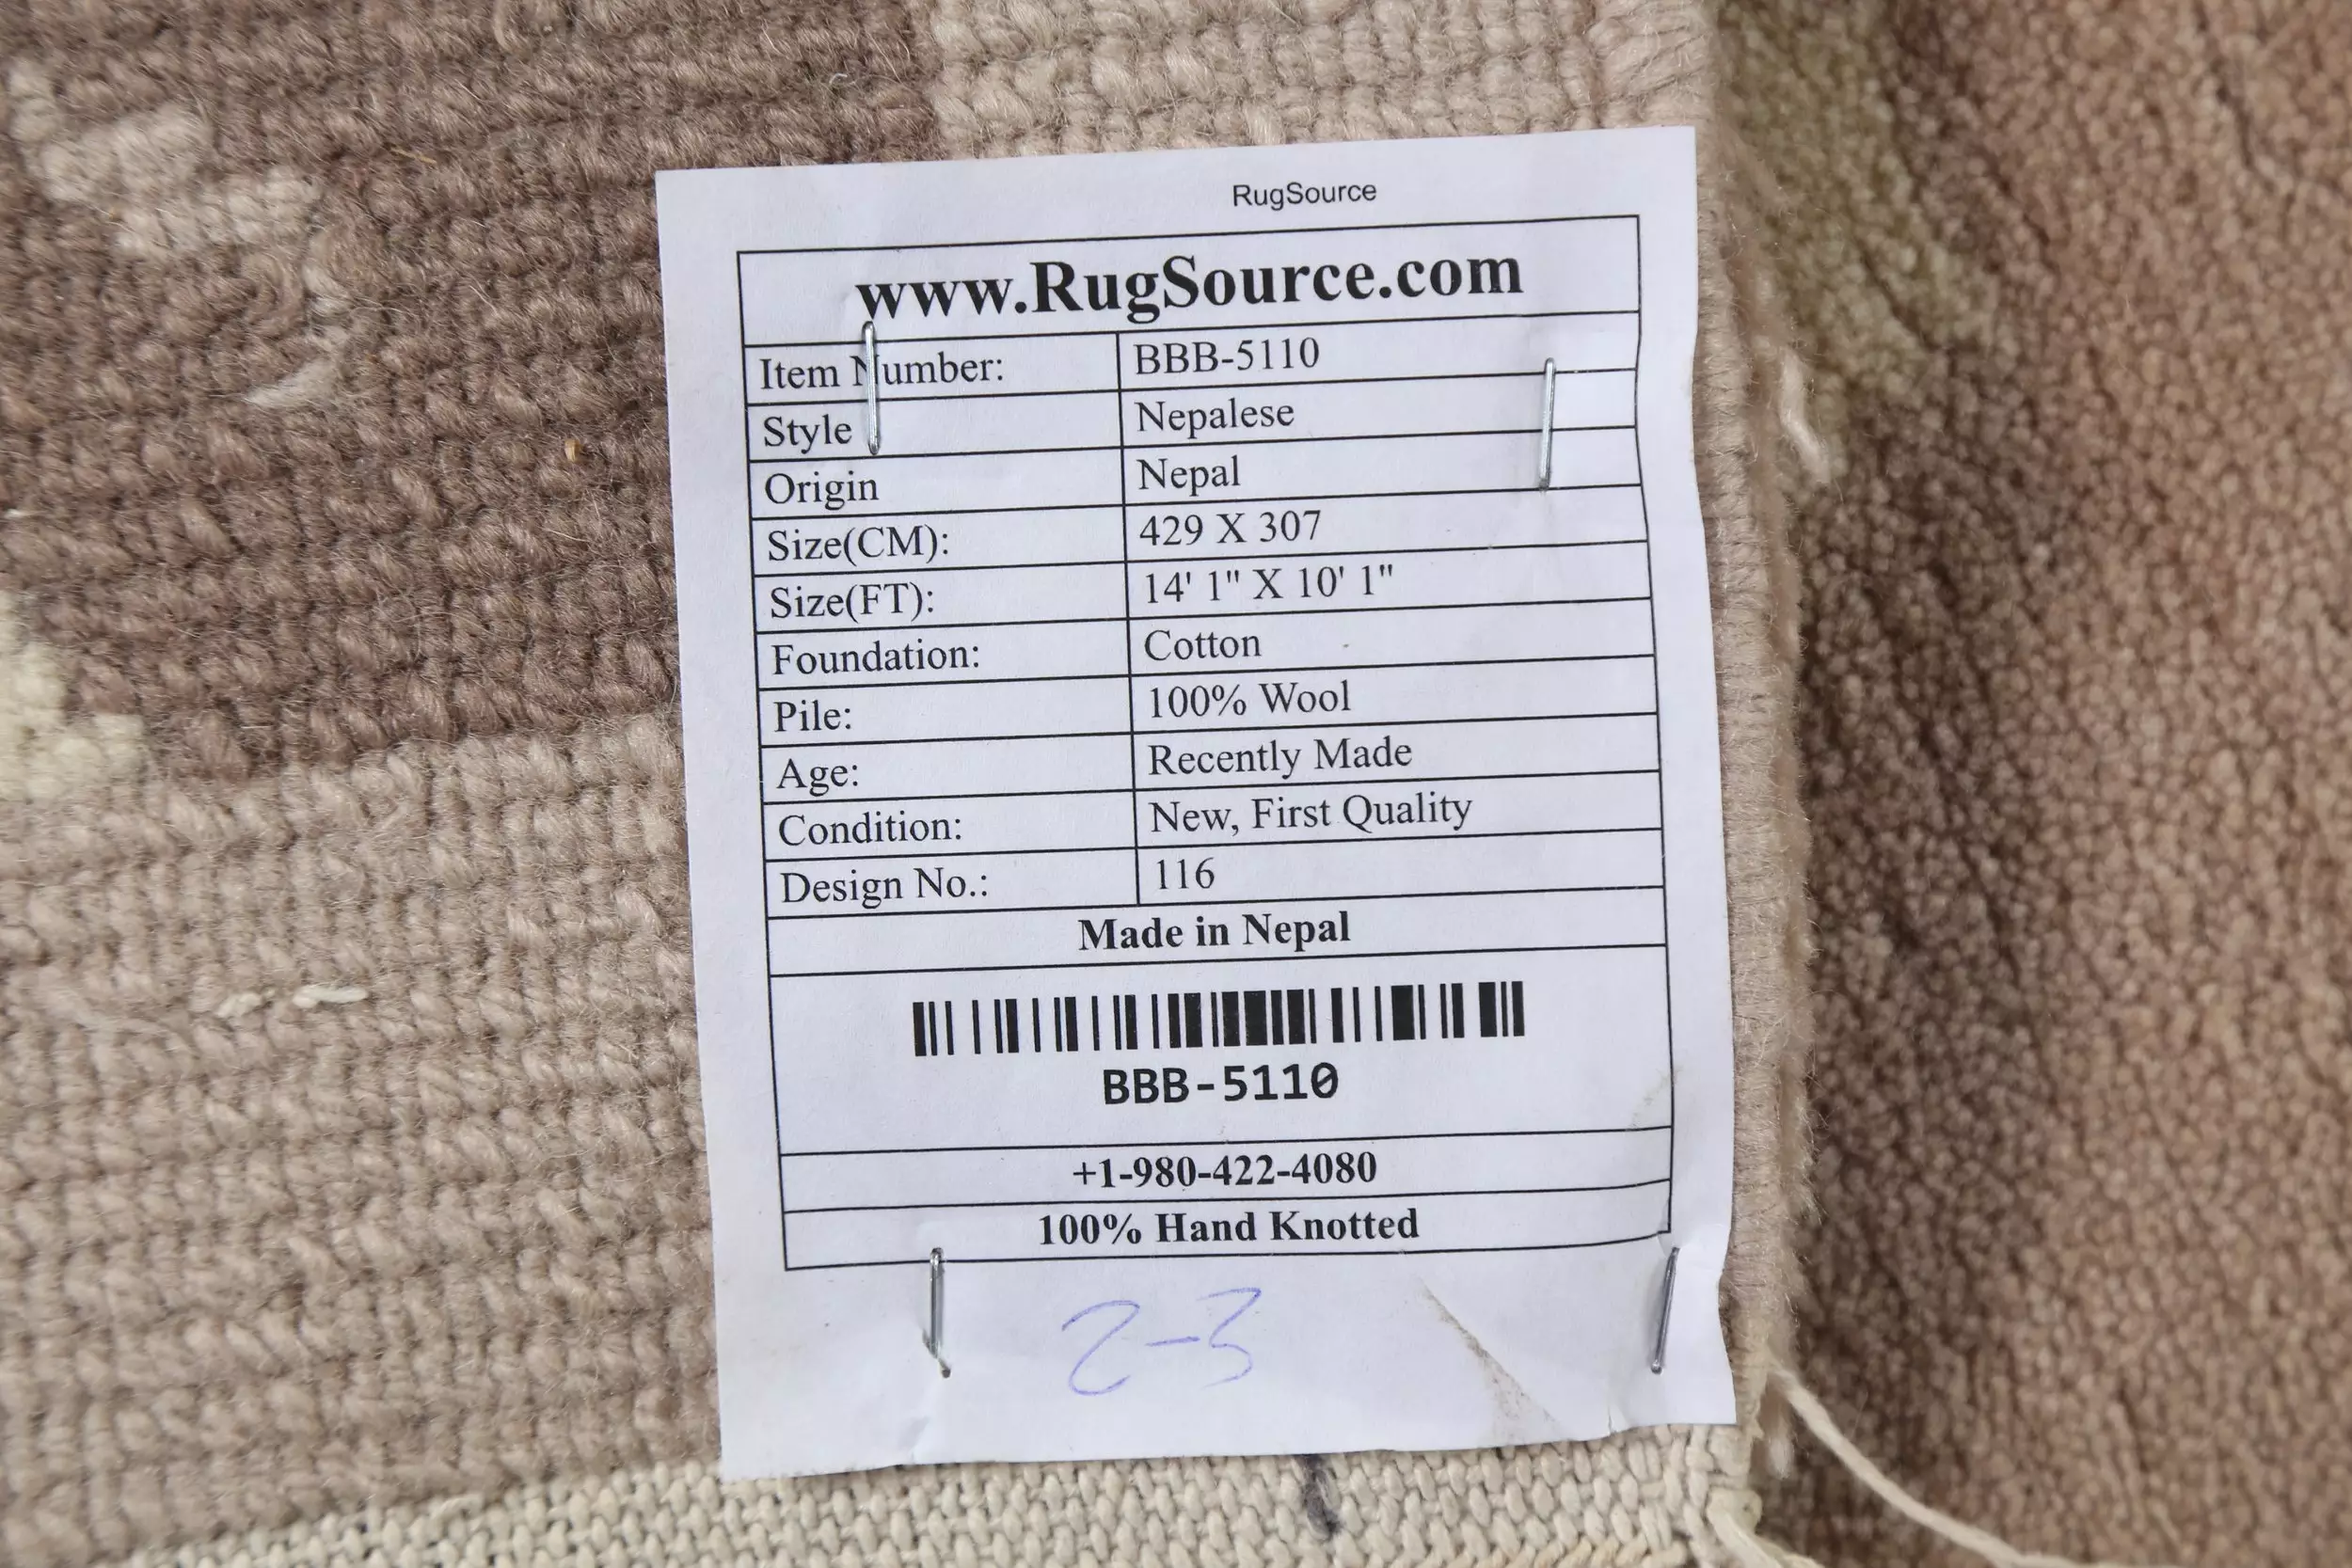 RugSource
www.RugSource.com
Item Number: BBB-5110
Style Nepalese
Origin Nepal
Size(CM): 429 X 307
Size(FT): 14' 1" X 10' 1"
Foundation: Cotton
Pile: 100% Wool
Age: Recently Made
Condition: New, First Quality
Design No.: 116
Made in Nepal
BBB-5110
+1-980-422-4080
100% Hand Knotted
2-3